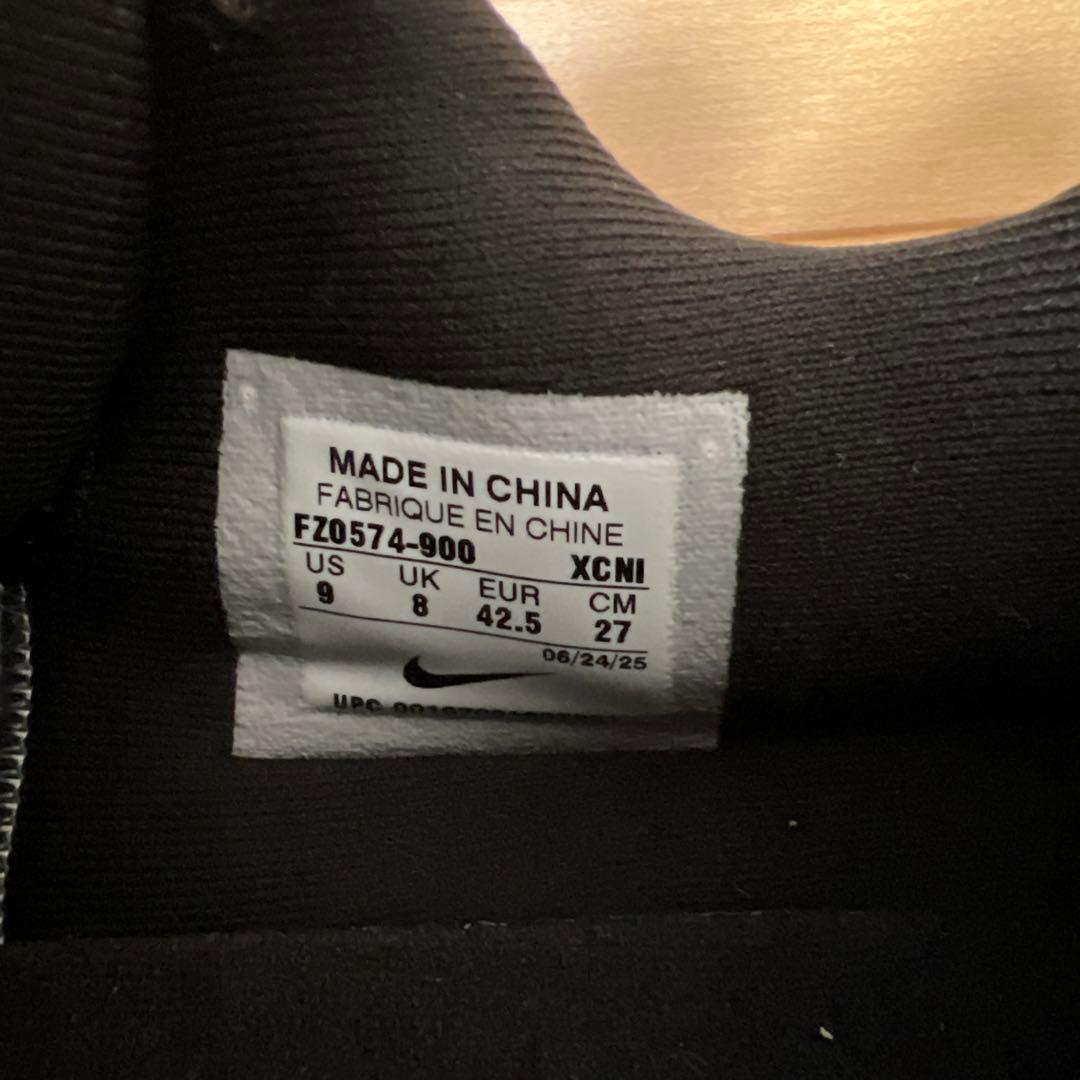 MADE IN CHINA
FABRIQUE EN CHINE
FZ0574-900 XCNI
US UK EUR CM
9 8 42.5 27
06/24/25
UPC